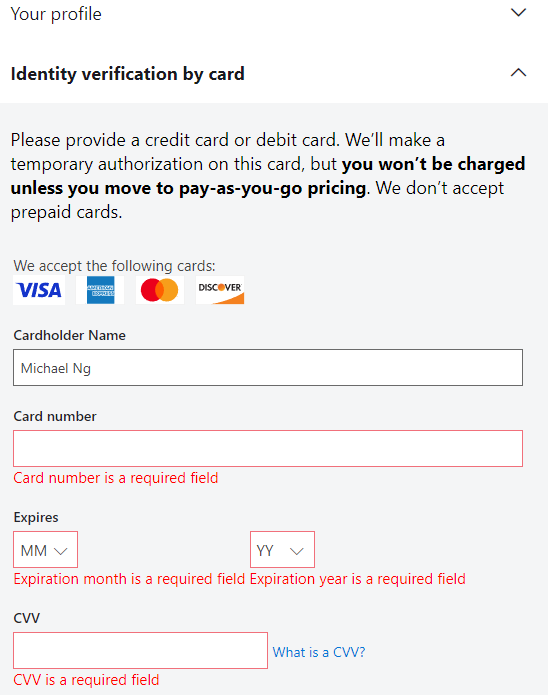 Your profile
Identity verification by card
Please provide a credit card or debit card. We’ll make a
temporary authorization on this card, but you won’t be charged
unless you move to pay-as-you-go pricing. We don’t accept
prepaid cards.
We accept the following cards:
VISA AMERICAN EXPRESS DISCOVER
Cardholder Name
Michael Ng
Card number
Card number is a required field
Expires
MM YY
Expiration month is a required field Expiration year is a required field
CVV
What is a CVV?
CVV is a required field